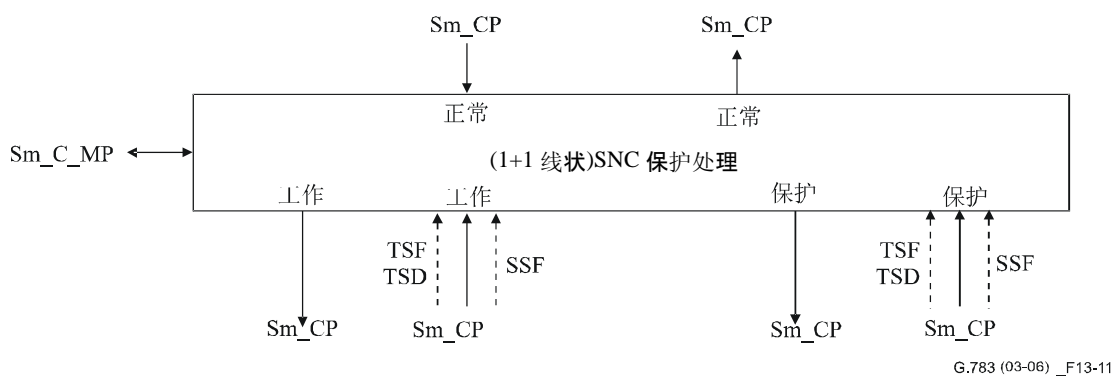 Sm_CP
Sm_CP
正常
正常
Sm_C_MP
(1+1 线状)SNC 保护处理
工作
工作
保护
保护
TSF
TSD
SSF
TSF
TSD
SSF
Sm_CP
Sm_CP
Sm_CP
Sm_CP
G.783 (03-06) _F13-11